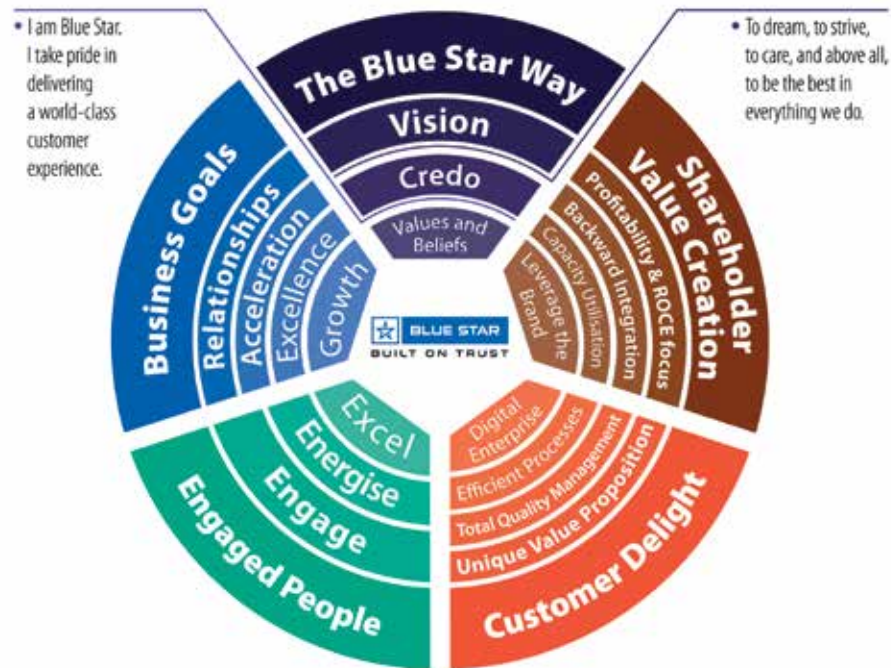 • I am Blue Star.
I take pride in
delivering
a world-class
customer
experience.
• To dream, to strive,
to care, and above all,
to be the best in
everything we do.
The Blue Star Way
Vision
Credo
Values and
Beliefs
Shareholder
Value Creation
Profitability & ROCE focus
Backward Integration
Capacity Utilisation
Leverage the
Brand
Customer Delight
Unique Value Proposition
Total Quality Management
Efficient Processes
Digital
Enterprise
Engaged People
Engage
Energise
Excel
Business Goals
Relationships
Acceleration
Excellence
Growth
BLUE STAR
BUILT ON TRUST